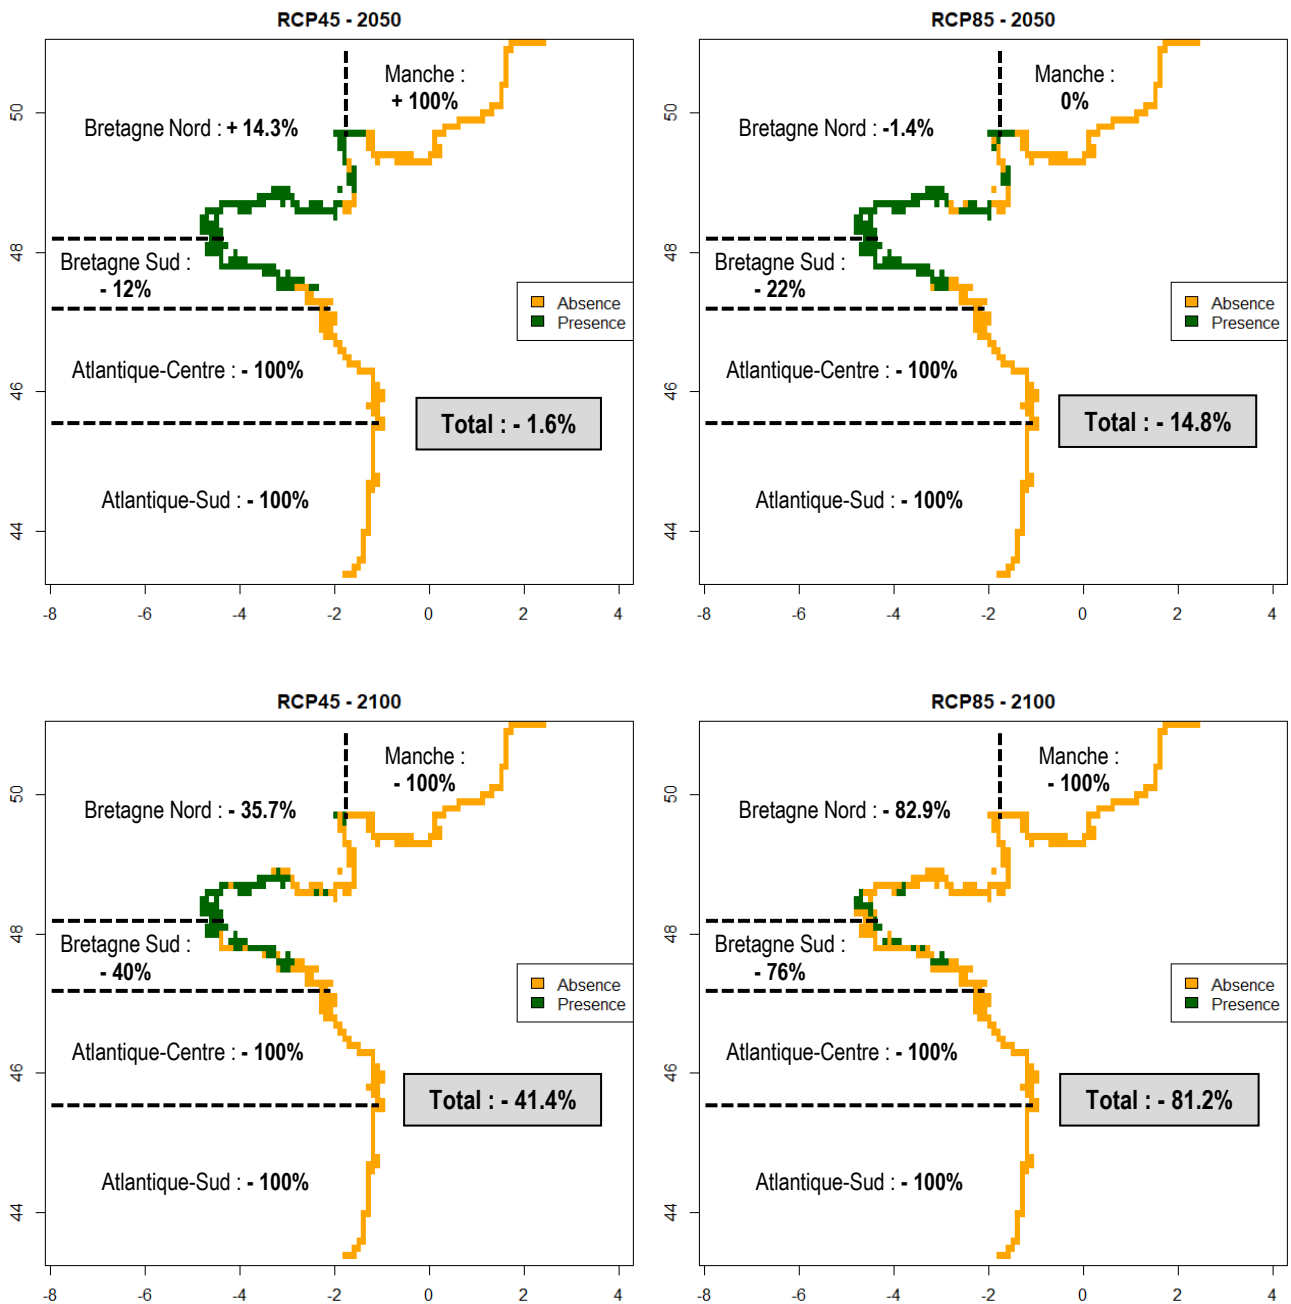 RCP45 - 2050
Manche :
+ 100%
Bretagne Nord : + 14.3%
Bretagne Sud :
- 12%
Absence
Presence
Atlantique-Centre : - 100%
Total : - 1.6%
Atlantique-Sud : - 100%
50
48
46
44
-8 -6 -4 -2 0 2 4
RCP85 - 2050
Manche :
0%
Bretagne Nord : -1.4%
Bretagne Sud :
- 22%
Absence
Presence
Atlantique-Centre : - 100%
Total : - 14.8%
Atlantique-Sud : - 100%
50
48
46
44
-8 -6 -4 -2 0 2 4
RCP45 - 2100
Manche :
- 100%
Bretagne Nord : - 35.7%
Bretagne Sud :
- 40%
Absence
Presence
Atlantique-Centre : - 100%
Total : - 41.4%
Atlantique-Sud : - 100%
50
48
46
44
-8 -6 -4 -2 0 2 4
RCP85 - 2100
Manche :
- 100%
Bretagne Nord : - 82.9%
Bretagne Sud :
- 76%
Absence
Presence
Atlantique-Centre : - 100%
Total : - 81.2%
Atlantique-Sud : - 100%
50
48
46
44
-8 -6 -4 -2 0 2 4